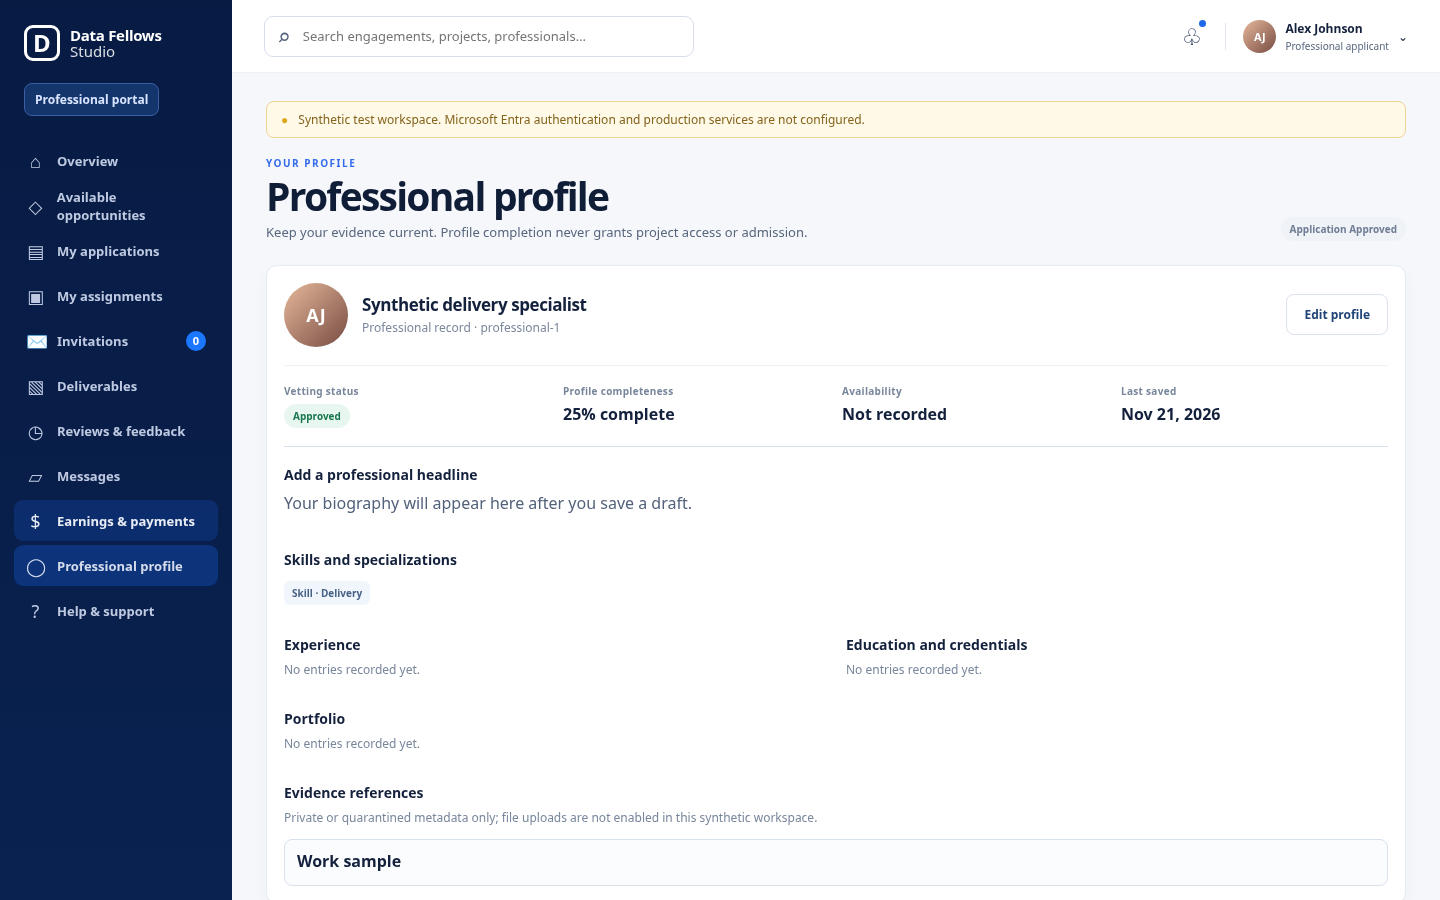 D
Data Fellows
Studio
Professional portal
Overview
Available
opportunities
My applications
My assignments
Invitations
0
Deliverables
Reviews & feedback
Messages
$ Earnings & payments
Professional profile
? Help & support
Search engagements, projects, professionals...
AJ
Alex Johnson
Professional applicant
Synthetic test workspace. Microsoft Entra authentication and production services are not configured.
YOUR PROFILE
Professional profile
Keep your evidence current. Profile completion never grants project access or admission.
Application Approved
AJ
Synthetic delivery specialist
Professional record · professional-1
Edit profile
Vetting status
Approved
Profile completeness
25% complete
Availability
Not recorded
Last saved
Nov 21, 2026
Add a professional headline
Your biography will appear here after you save a draft.
Skills and specializations
Skill · Delivery
Experience
No entries recorded yet.
Education and credentials
No entries recorded yet.
Portfolio
No entries recorded yet.
Evidence references
Private or quarantined metadata only; file uploads are not enabled in this synthetic workspace.
Work sample